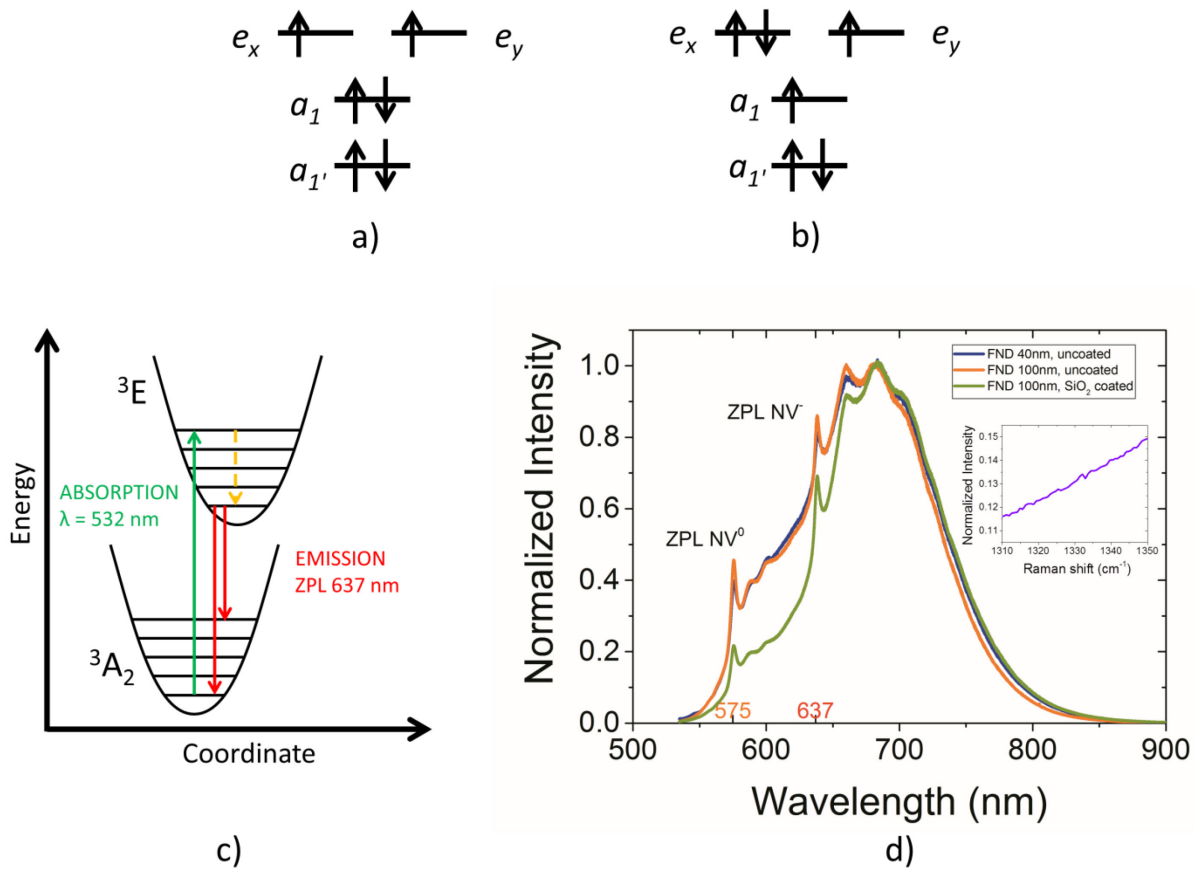 e_x e_y
a_1
a_1'
a)
e_x e_y
a_1
a_1'
b)
Energy
³E
ABSORPTION
λ = 532 nm
EMISSION
ZPL 637 nm
³A₂
Coordinate
c)
Normalized Intensity
1.0
0.8
0.6
0.4
0.2
0.0
500 600 700 800 900
Wavelength (nm)
FND 40nm, uncoated
FND 100nm, uncoated
FND 100nm, SiO₂ coated
ZPL NV⁻
ZPL NV⁰
575 637
Normalized Intensity
0.15
0.14
0.13
0.12
0.11
1310 1320 1330 1340 1350
Raman shift (cm⁻¹)
d)